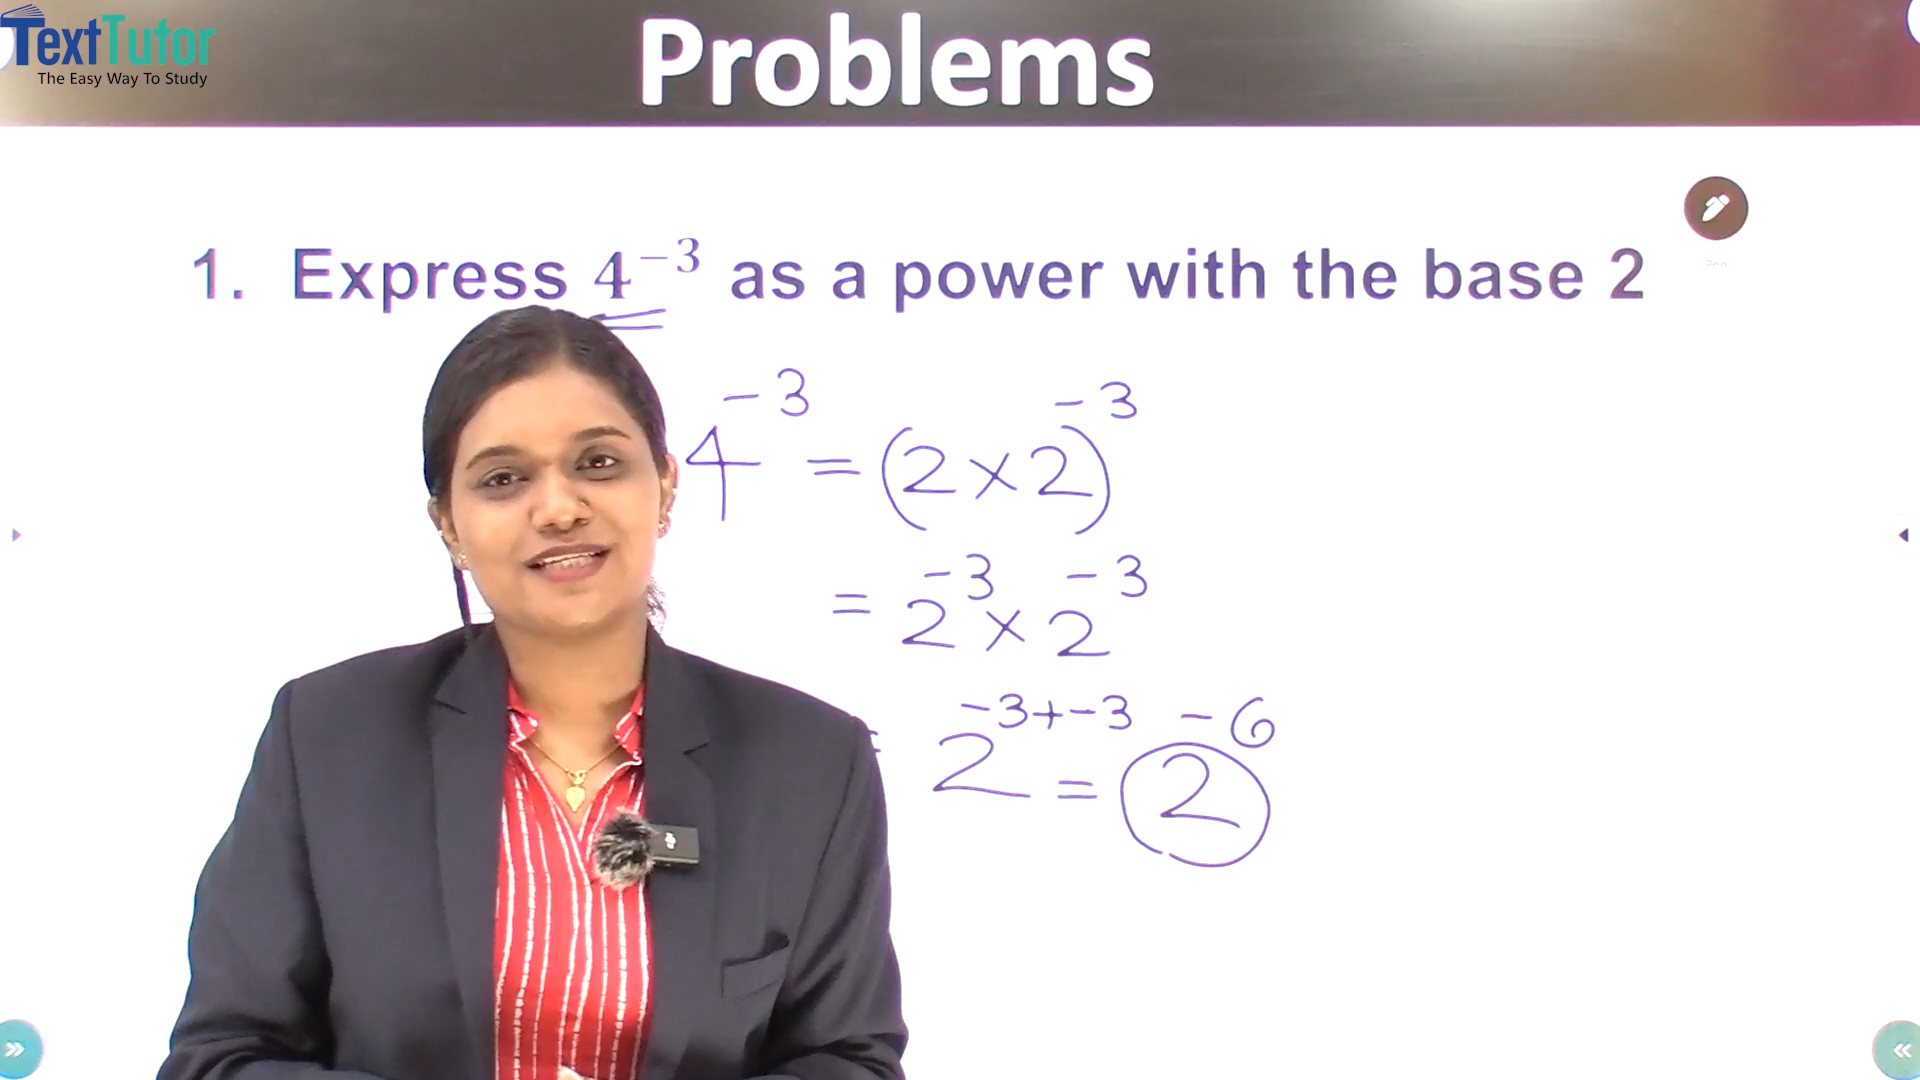 TextTutor
The Easy Way To Study
Problems
1. Express 4⁻³ as a power with the base 2
4⁻³ = (2×2)⁻³
= 2⁻³ × 2⁻³
= 2⁻³⁺⁻³ = 2⁻⁶